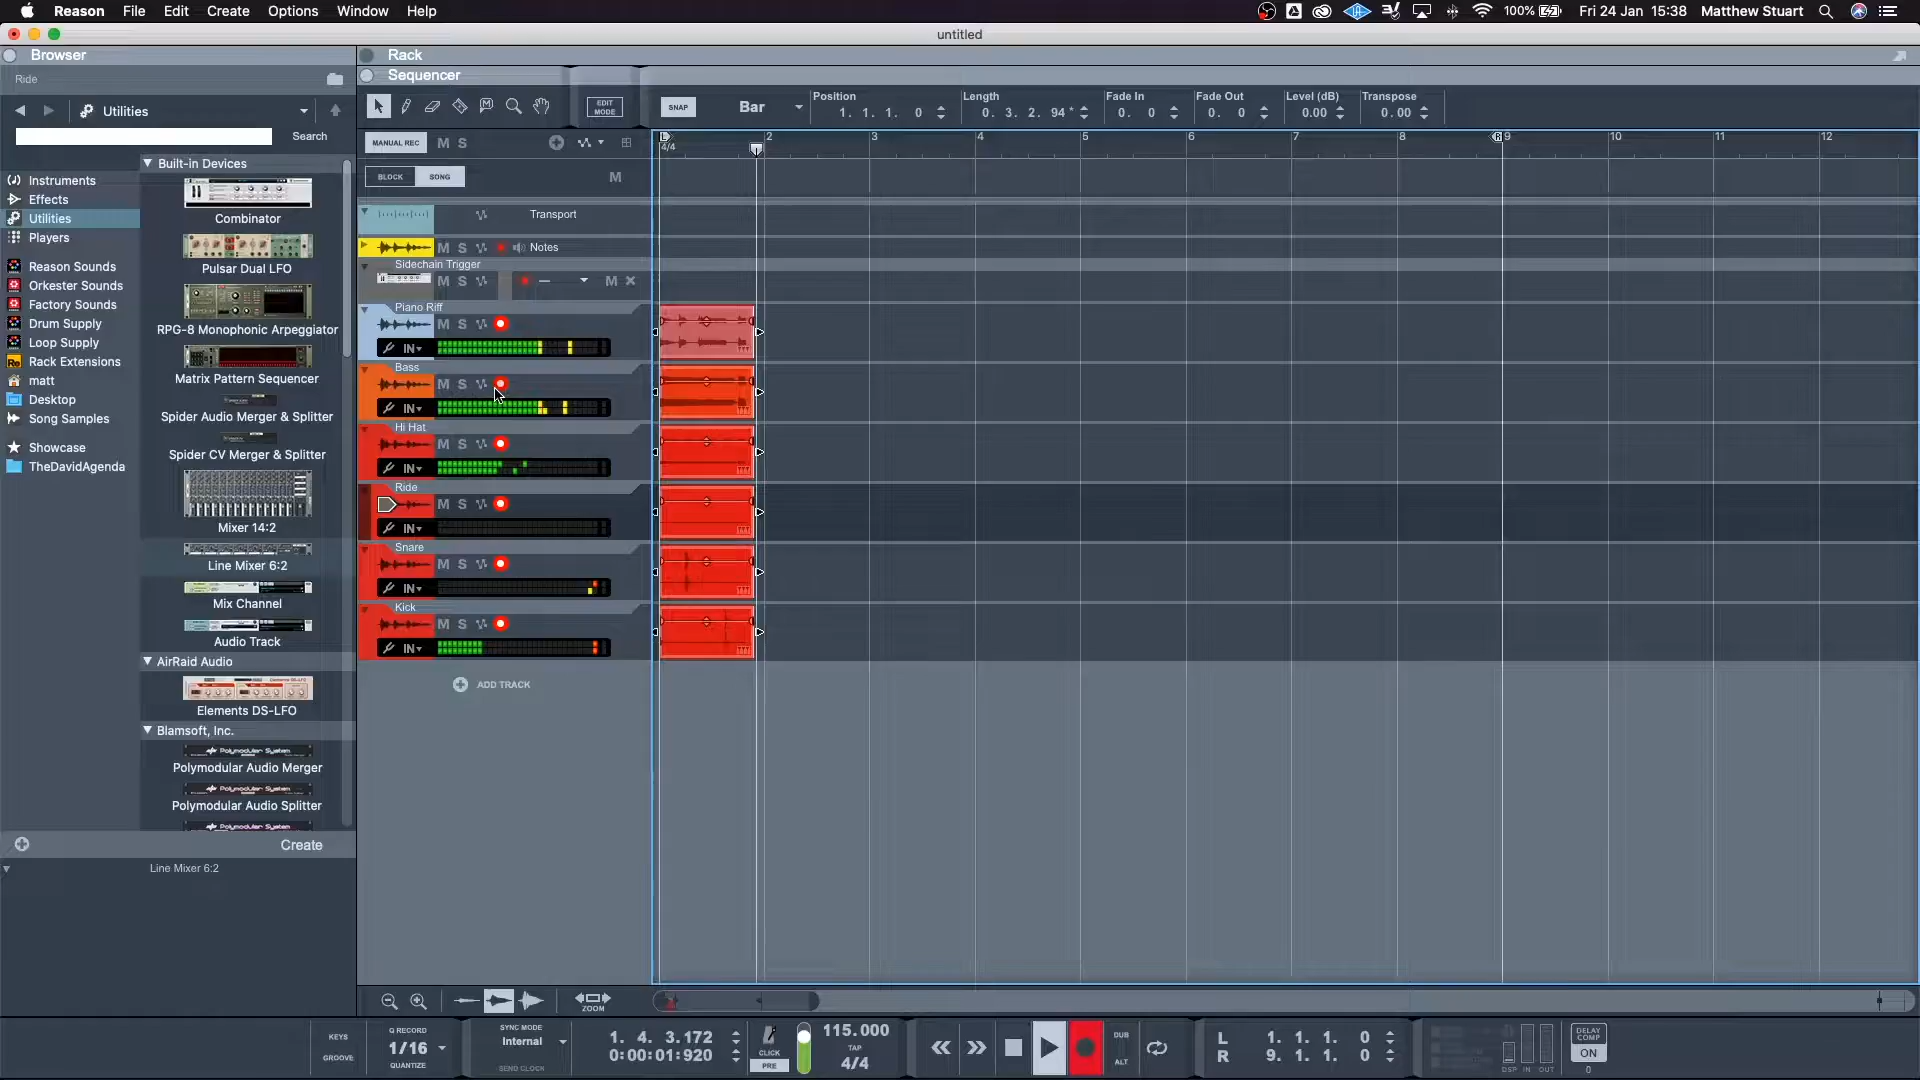 Reason File Edit Create Options Window Help 100% Fri 24 Jan 15:38 Matthew Stuart
untitled
Browser
Ride
Utilities
Search
Instruments
Effects
Utilities
Players
Reason Sounds
Orkester Sounds
Factory Sounds
Drum Supply
Loop Supply
Rack Extensions
matt
Desktop
Song Samples
Showcase
TheDavidAgenda
Built-in Devices
Combinator
Pulsar Dual LFO
RPG-8 Monophonic Arpeggiator
Matrix Pattern Sequencer
Spider Audio Merger & Splitter
Spider CV Merger & Splitter
Mixer 14:2
Line Mixer 6:2
Mix Channel
Audio Track
AirRaid Audio
Elements DS-LFO
Blamsoft, Inc.
Polymodular System
Polymodular Audio Merger
Polymodular System
Polymodular Audio Splitter
Create
Line Mixer 6:2
Rack
Sequencer
EDIT MODE
SNAP Bar
Position 1. 1. 1. 0
Length 0. 3. 2. 94 *
Fade In 0. 0
Fade Out 0. 0
Level (dB) 0.00
Transpose 0.00
MANUAL REC M S
BLOCK SONG M
L 2 3 4 5 6 7 8 R 9 10 11 12
4/4
Transport
M S Notes
Sidechain Trigger
M S — M
Piano Riff
M S
IN
Bass
M S
IN
Hi Hat
M S
IN
Ride
M S
IN
Snare
M S
IN
Kick
M S
IN
ADD TRACK
ZOOM
KEYS
GROOVE
Q RECORD
1/16
QUANTIZE
SYNC MODE
Internal
SEND CLOCK
1. 4. 3.172
0:00:01:920
CLICK
PRE
115.000
TAP
4/4
DUB
ALT
L 1. 1. 1. 0
R 9. 1. 1. 0
DSP IN OUT
DELAY COMP
ON
0